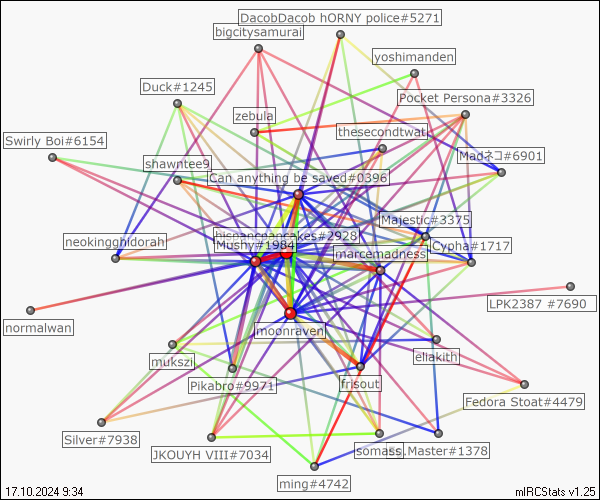 DacobDacob hORNY police#5271
bigcitysamurai
yoshimanden
Duck#1245
Pocket Persona#3326
zebula
thesecondtwat
Swirly Boi#6154
Madネコ#6901
shawntee9
Can anything be saved#0396
Majestic#3375
hispancpancakes#2928
neokingghidorah
Mushy#1984
Cypha#1717
marcemadness
LPK2387 #7690
normalwan
moonraven
mukszi
eliakith
Pikabro#9971
frisout
Fedora Stoat#4479
Silver#7938
JKOUYH VIII#7034
somass
.Master#1378
ming#4742
17.10.2024 9:34
mIRCStats v1.25